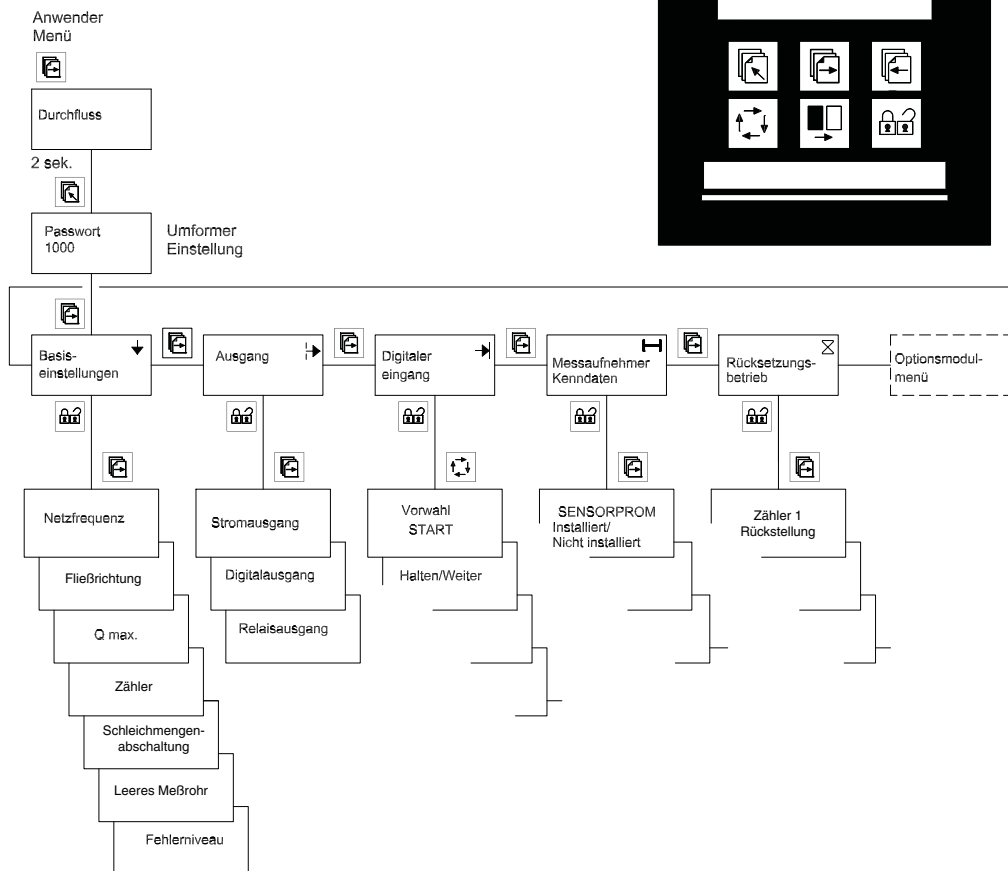 Anwender
Menü
Durchfluss
2 sek.
Passwort
1000
Umformer
Einstellung
Basis-
einstellungen
Ausgang
Digitaler
eingang
Messaufnehmer
Kenndaten
Rücksetzungs-
betrieb
Optionsmodul-
menü
Netzfrequenz
Fließrichtung
Q max.
Zähler
Schleichmengen-
abschaltung
Leeres Meßrohr
Fehlerniveau
Stromausgang
Digitalausgang
Relaisausgang
Vorwahl
START
Halten/Weiter
SENSORPROM
Installiert/
Nicht installiert
Zähler 1
Rückstellung